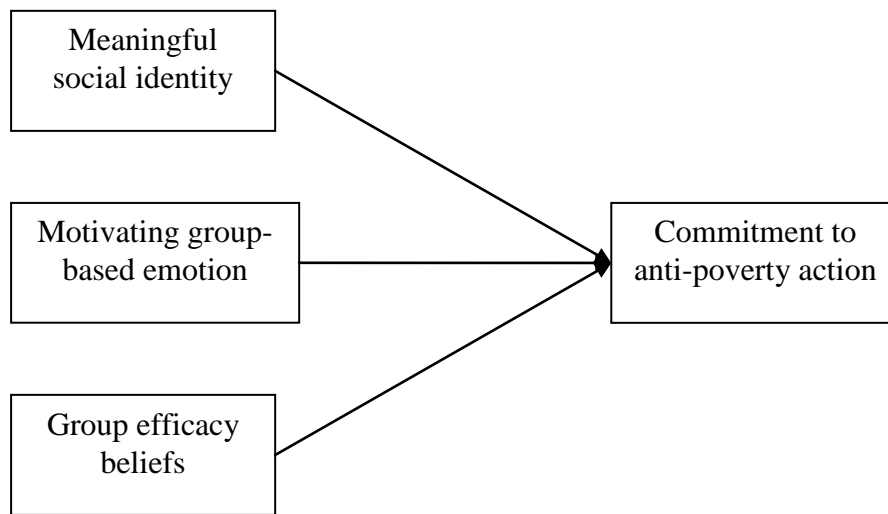 Meaningful
social identity
Motivating group-
based emotion
Commitment to
anti-poverty action
Group efficacy
beliefs